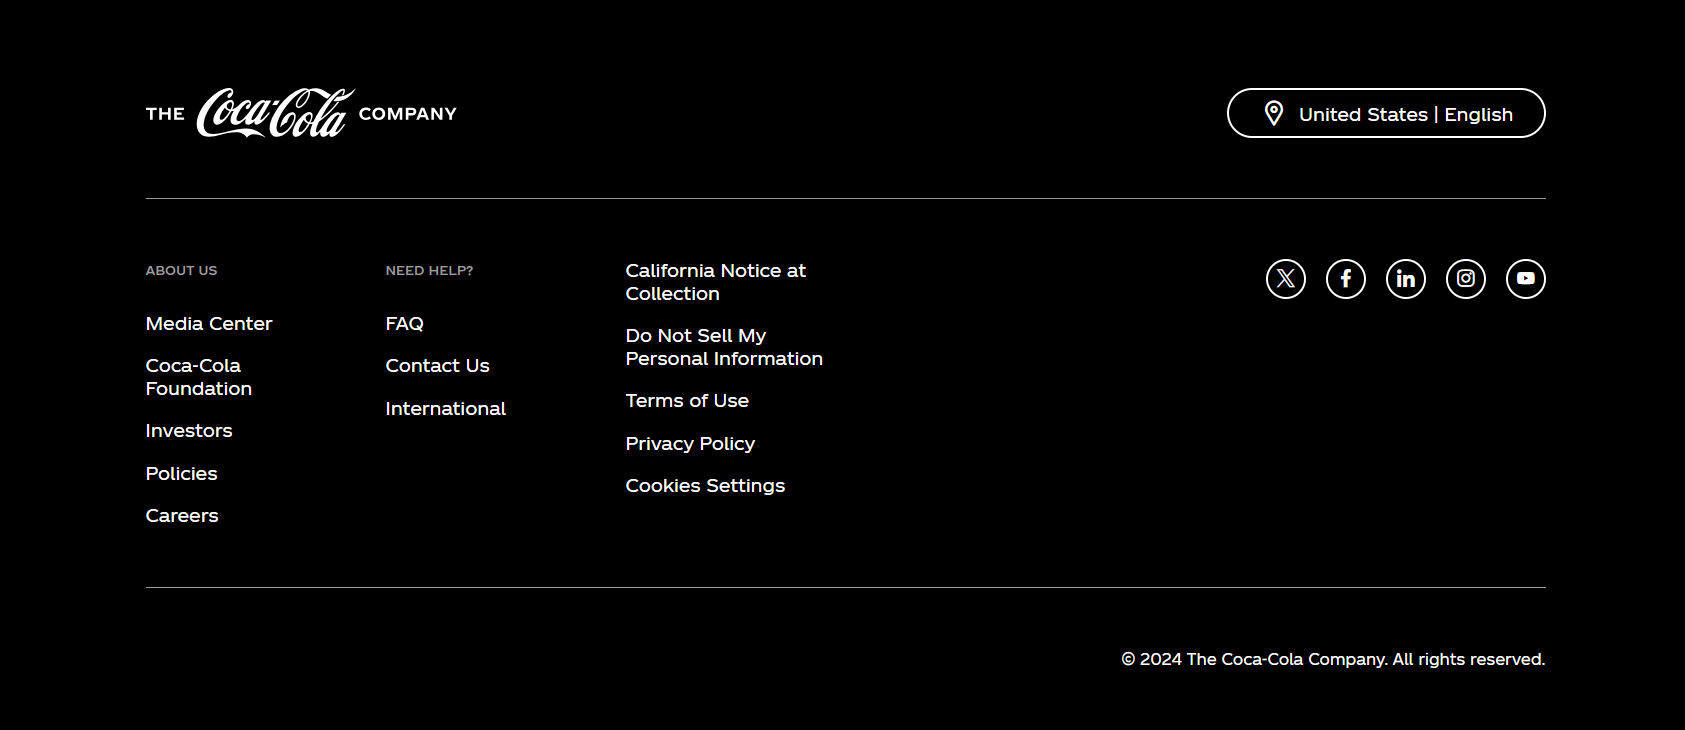 THE Coca-Cola COMPANY
United States | English
ABOUT US
Media Center
Coca-Cola
Foundation
Investors
Policies
Careers
NEED HELP?
FAQ
Contact Us
International
California Notice at
Collection
Do Not Sell My
Personal Information
Terms of Use
Privacy Policy
Cookies Settings
© 2024 The Coca-Cola Company. All rights reserved.